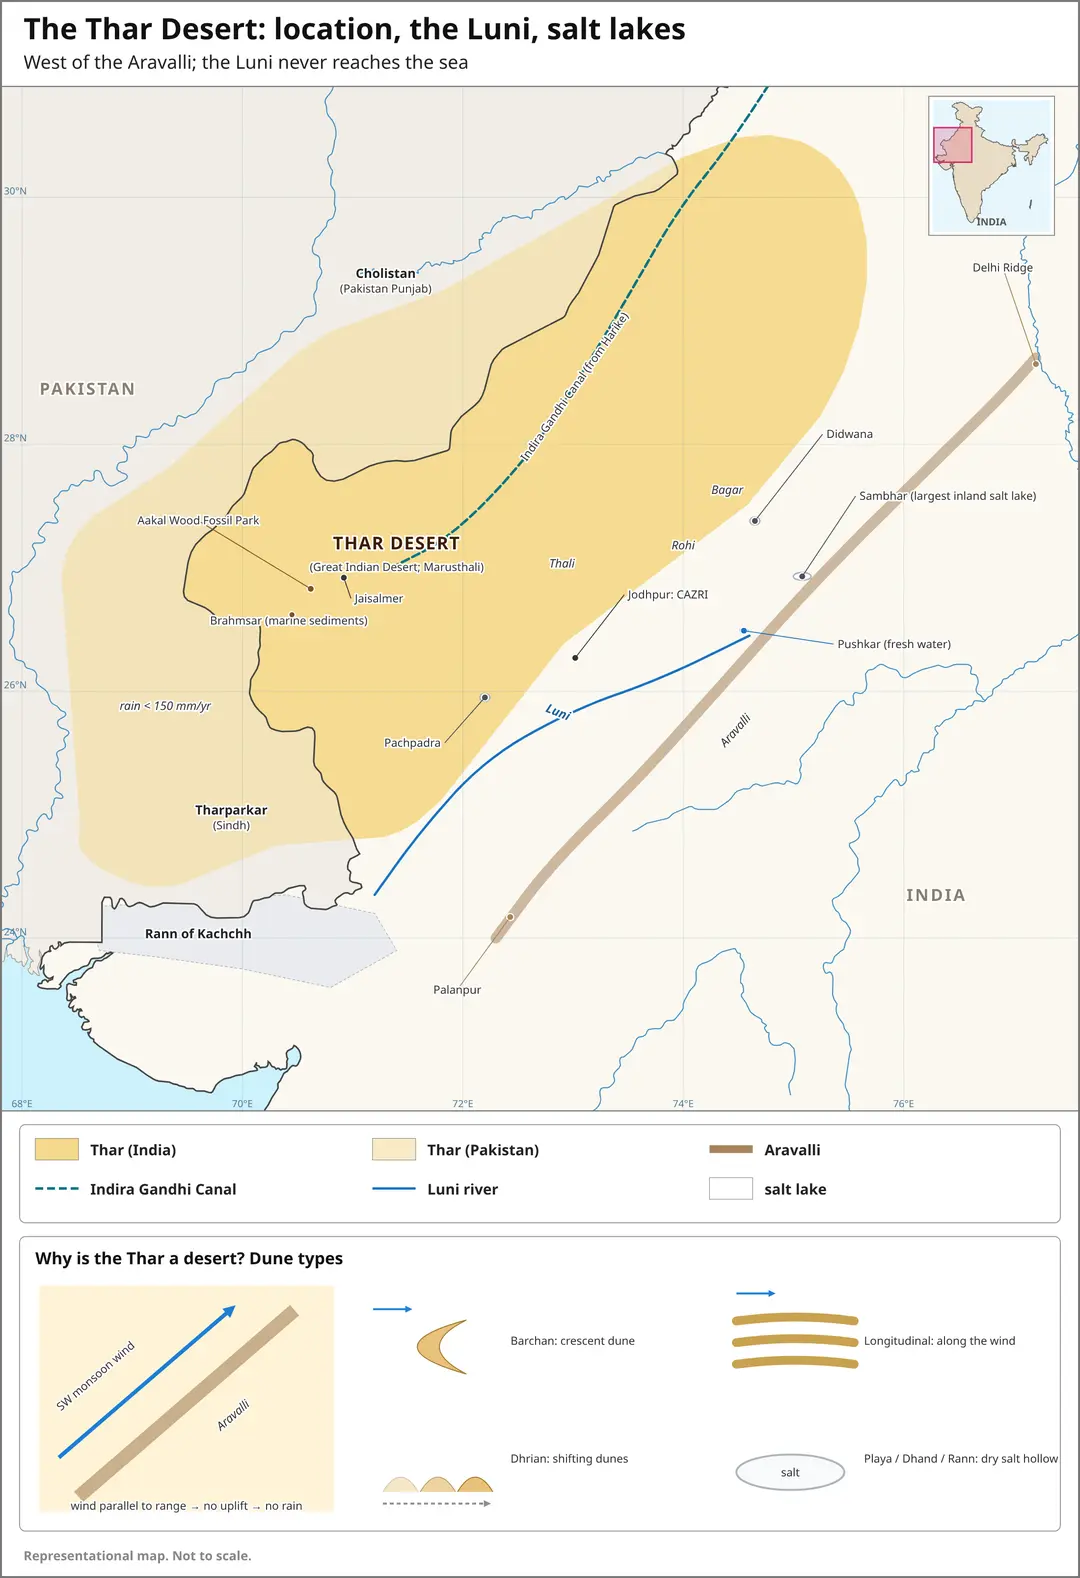 The Thar Desert: location, the Luni, salt lakes
West of the Aravalli; the Luni never reaches the sea
INDIA
30°N
Delhi Ridge
Cholistan
(Pakistan Punjab)
Indira Gandhi Canal (from Harike)
PAKISTAN
28°N
Didwana
Bagar
Sambhar (largest inland salt lake)
Aakal Wood Fossil Park
THAR DESERT
(Great Indian Desert; Marusthali)
Rohi
Thali
Jaisalmer
Jodhpur: CAZRI
Brahmsar (marine sediments)
Pushkar (fresh water)
26°N
rain < 150 mm/yr
Luni
Aravalli
Pachpadra
Tharparkar
(Sindh)
INDIA
24°N
Rann of Kachchh
Palanpur
68°E
70°E
72°E
74°E
76°E
Thar (India)
Thar (Pakistan)
Aravalli
Indira Gandhi Canal
Luni river
salt lake
Why is the Thar a desert? Dune types
SW monsoon wind
Aravalli
wind parallel to range → no uplift → no rain
Barchan: crescent dune
Longitudinal: along the wind
Dhrian: shifting dunes
salt
Playa / Dhand / Rann: dry salt hollow
Representational map. Not to scale.